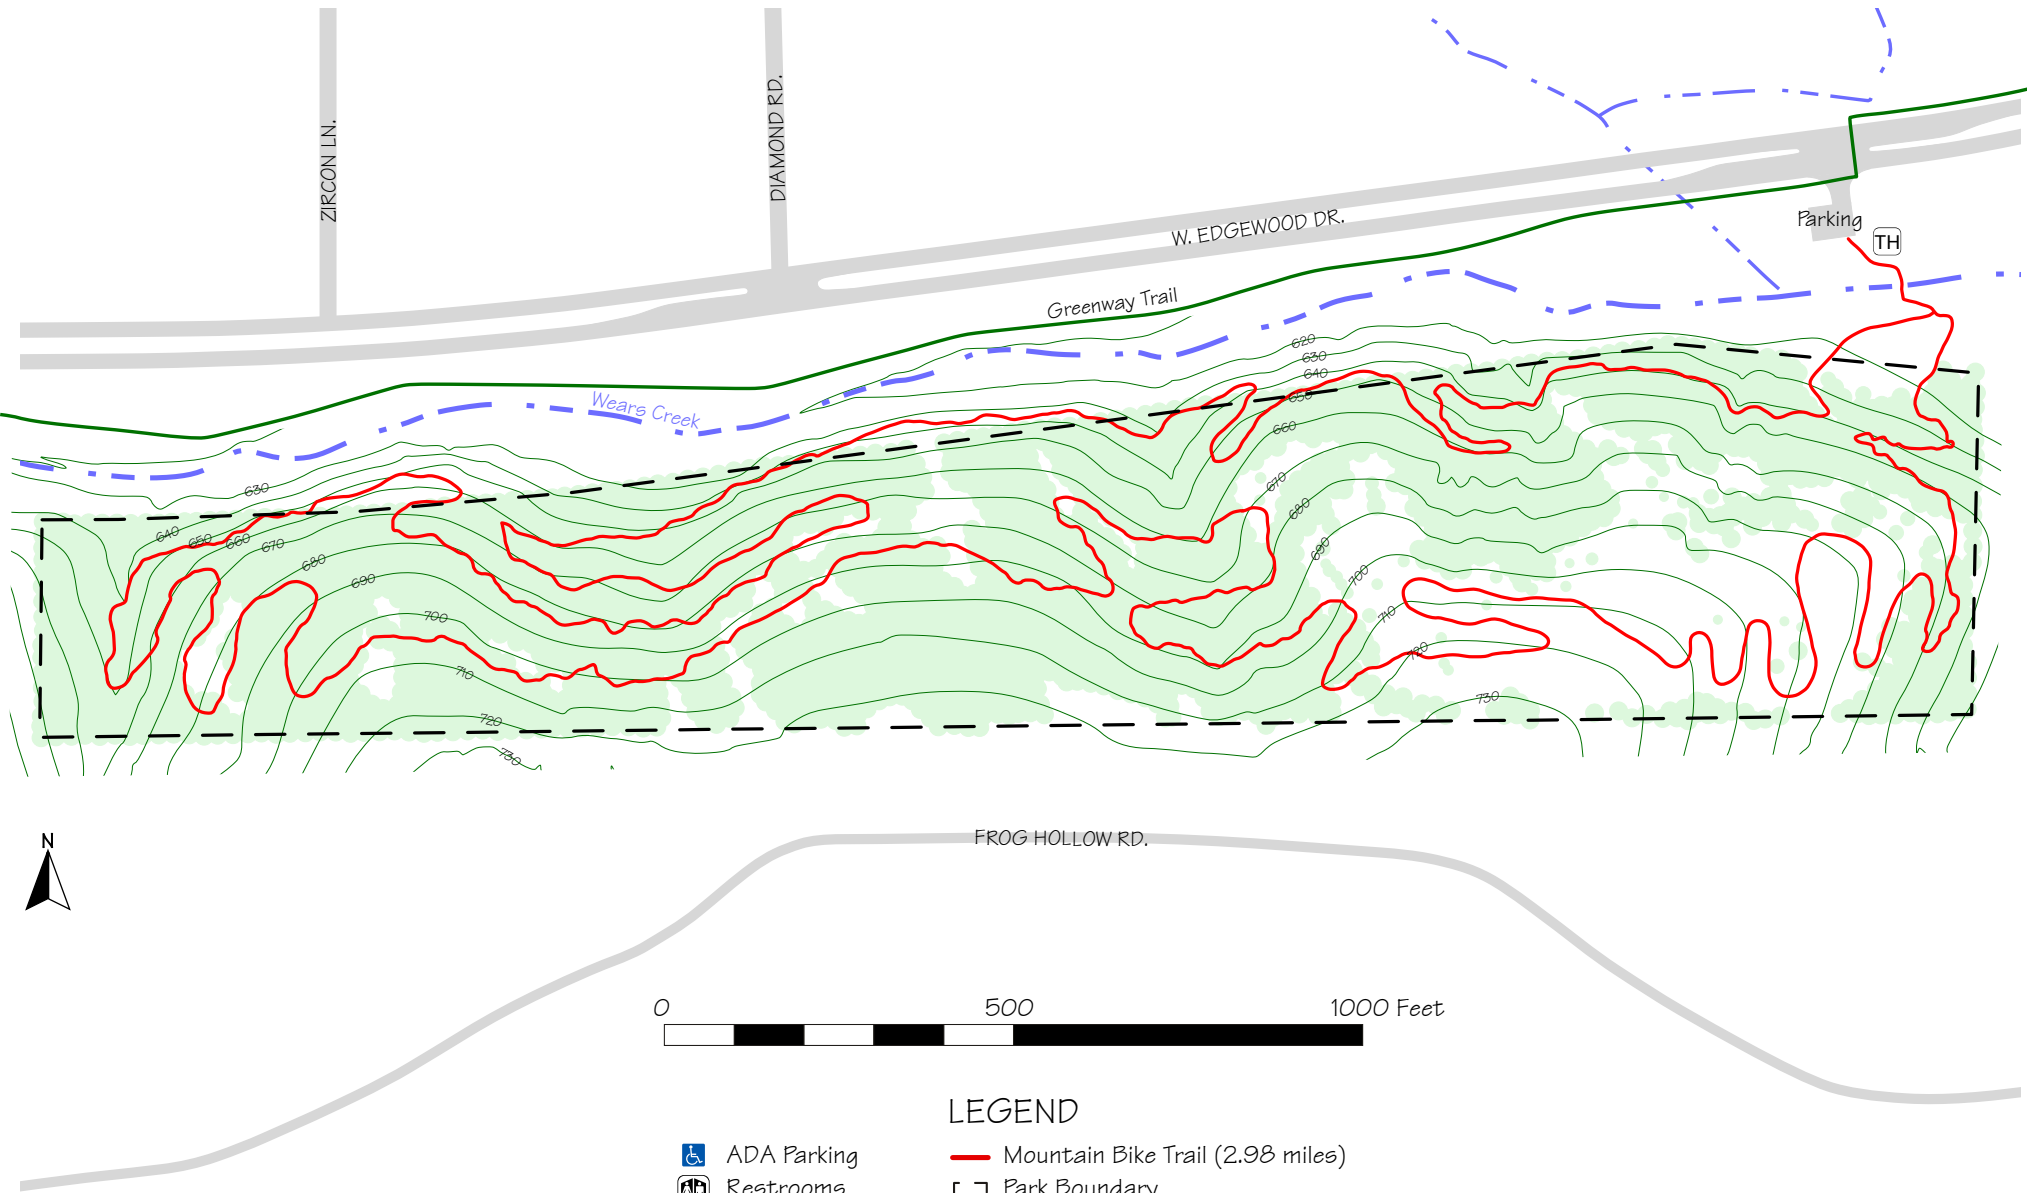 ZIRCON LN.
DIAMOND RD.
W. EDGEWOOD DR.
Parking
TH
Greenway Trail
Wears Creek
620
630
640
650
660
670
680
690
700
710
720
730
630
640
650
660
670
680
690
700
710
720
730
N
FROG HOLLOW RD.
0 500 1000 Feet
LEGEND
ADA Parking
Mountain Bike Trail (2.98 miles)
Restrooms
Park Boundary